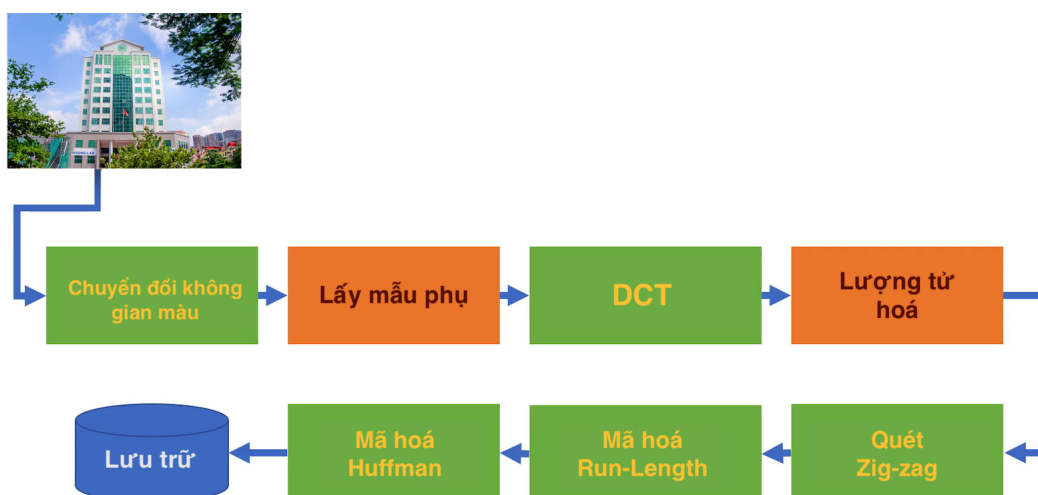 Chuyển đổi không
gian màu
Lấy mẫu phụ
DCT
Lượng tử
hoá
Lưu trữ
Mã hoá
Huffman
Mã hoá
Run-Length
Quét
Zig-zag